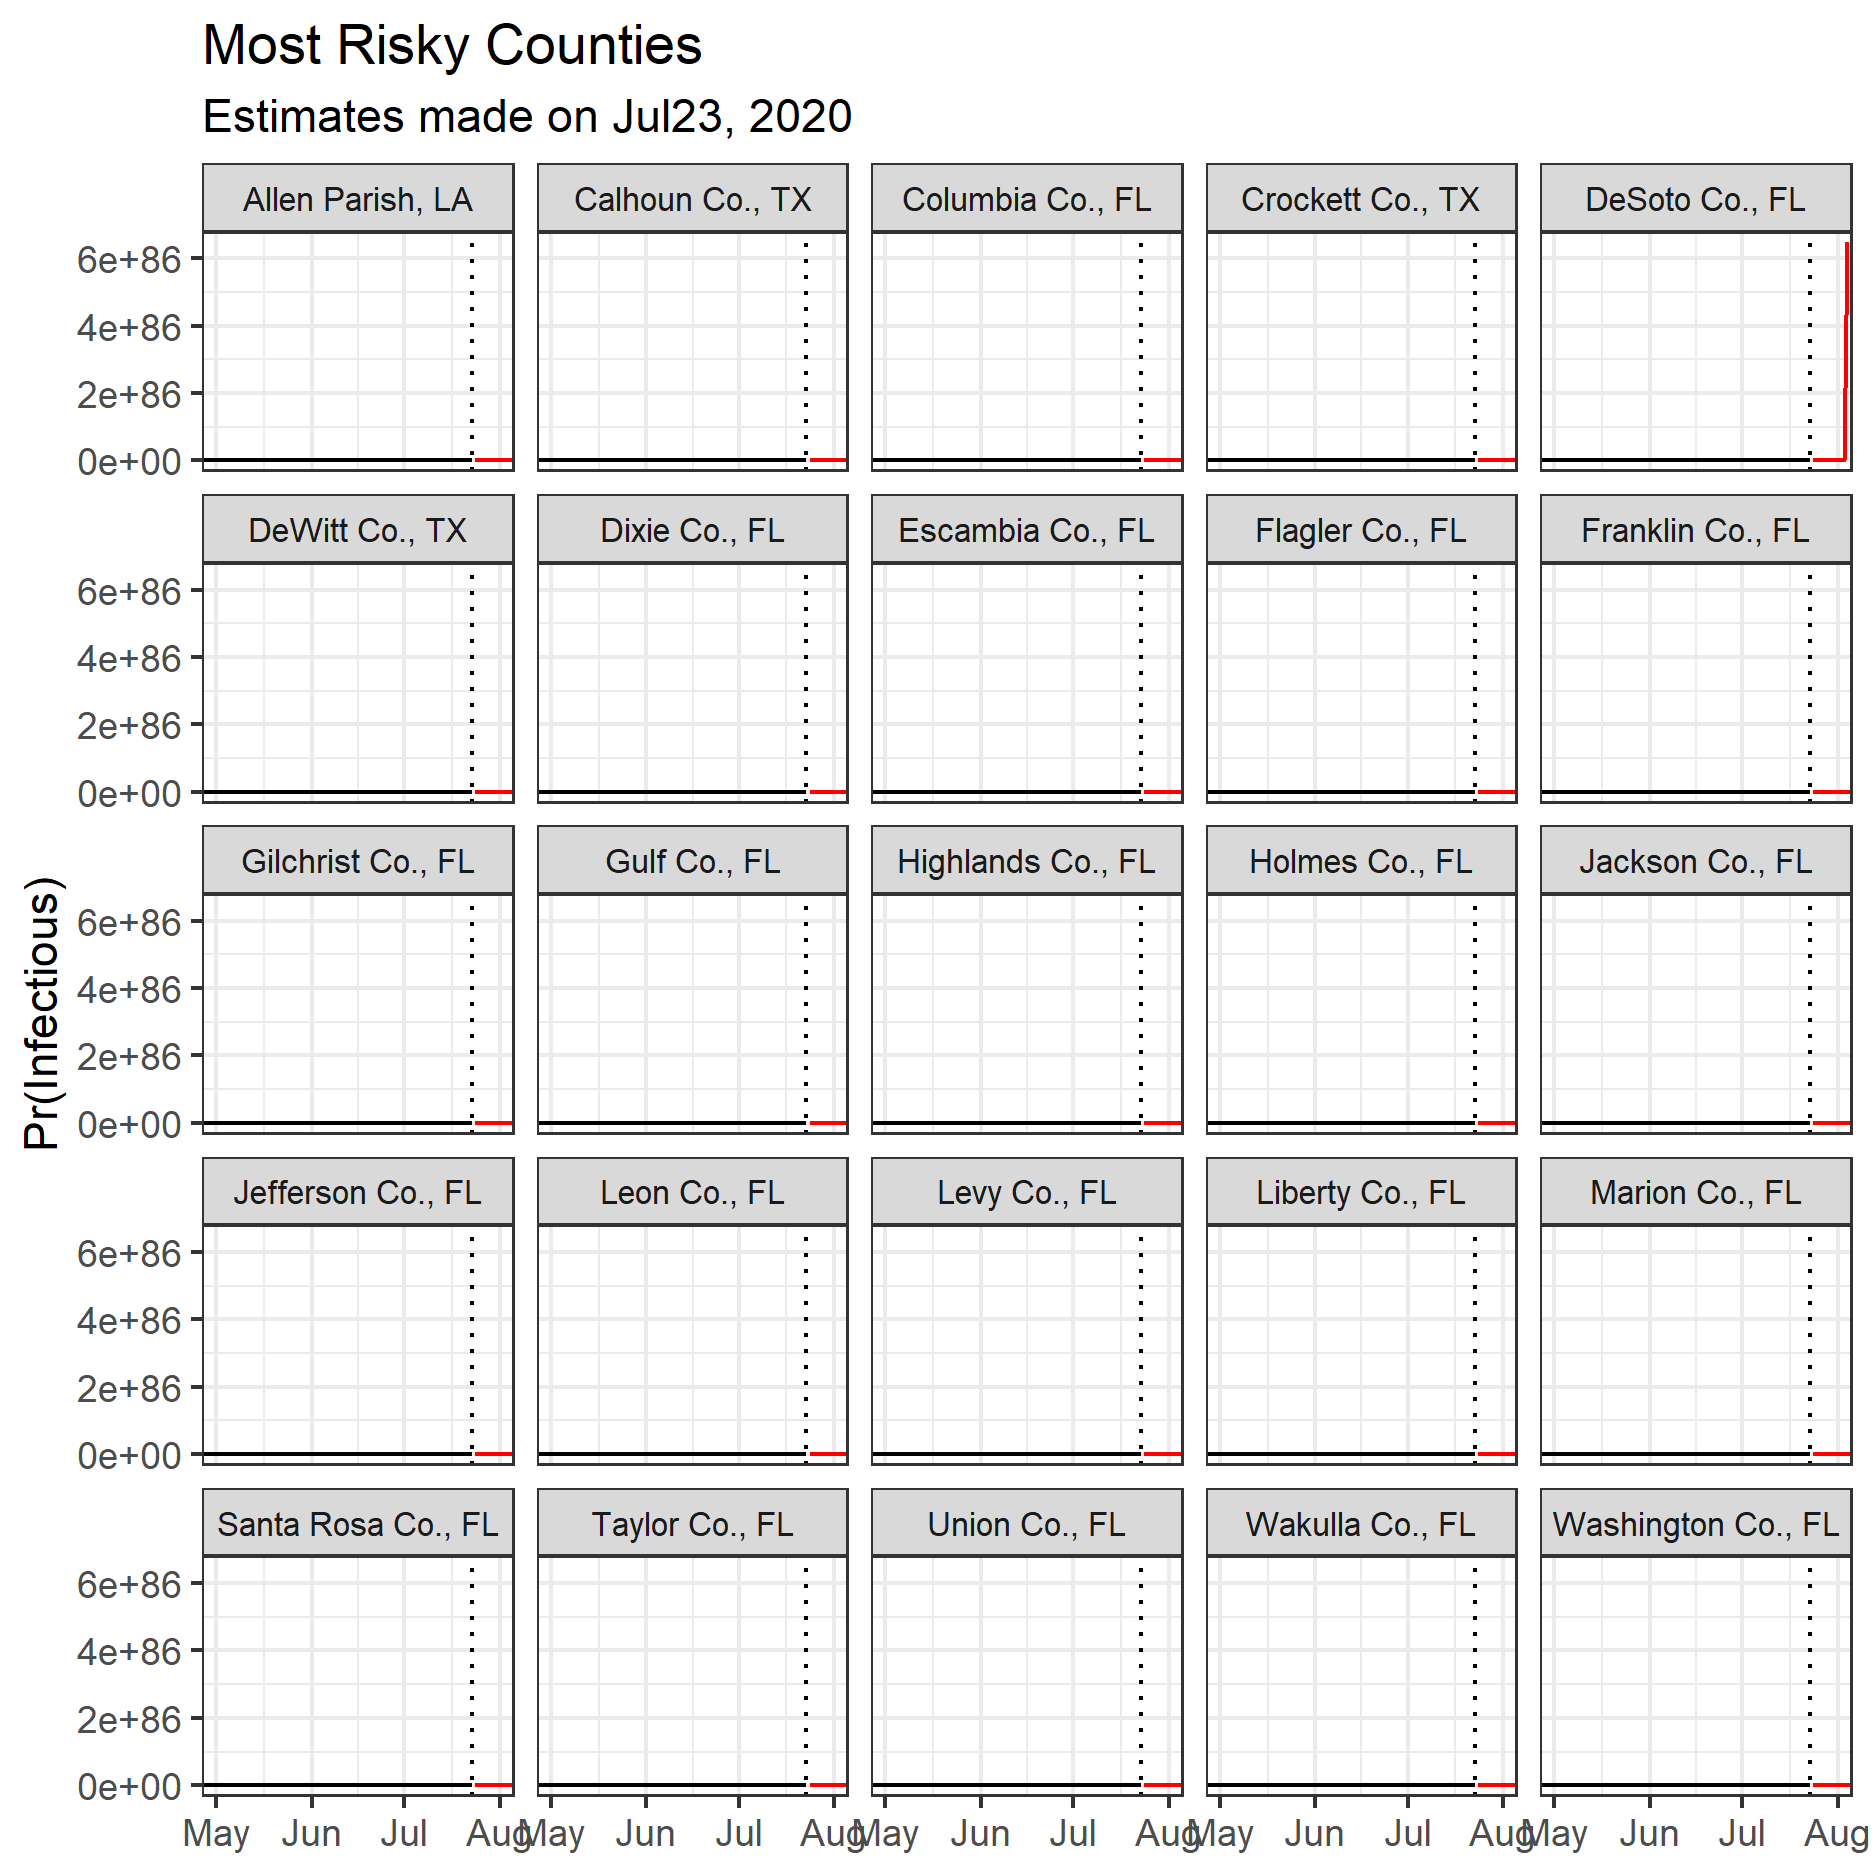 Most Risky Counties
Estimates made on Jul23, 2020
Allen Parish, LA Calhoun Co., TX Columbia Co., FL Crockett Co., TX DeSoto Co., FL
6e+86
4e+86
2e+86
0e+00
DeWitt Co., TX Dixie Co., FL Escambia Co., FL Flagler Co., FL Franklin Co., FL
6e+86
4e+86
2e+86
0e+00
Gilchrist Co., FL Gulf Co., FL Highlands Co., FL Holmes Co., FL Jackson Co., FL
Pr(Infectious)
6e+86
4e+86
2e+86
0e+00
Jefferson Co., FL Leon Co., FL Levy Co., FL Liberty Co., FL Marion Co., FL
6e+86
4e+86
2e+86
0e+00
Santa Rosa Co., FL Taylor Co., FL Union Co., FL Wakulla Co., FL Washington Co., FL
6e+86
4e+86
2e+86
0e+00
May Jun Jul Aug May Jun Jul Aug May Jun Jul Aug May Jun Jul Aug May Jun Jul Aug